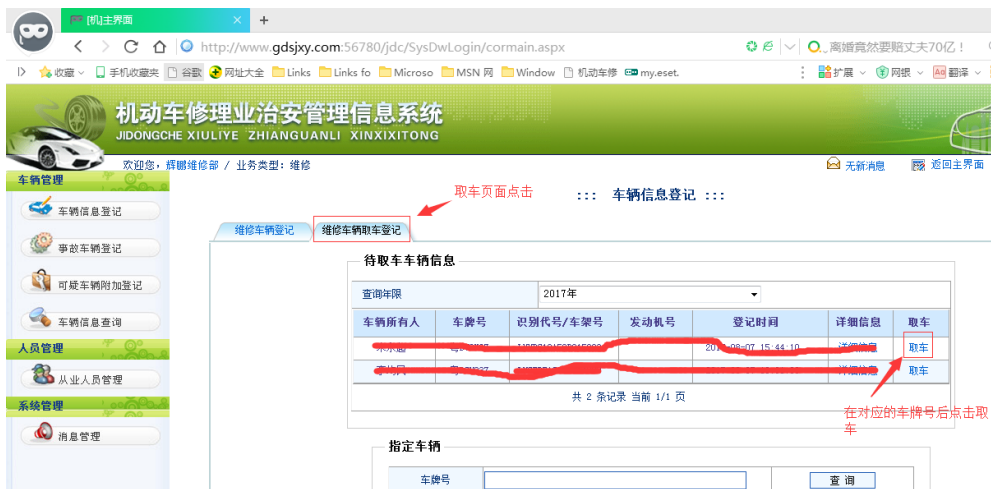 [机]主界面
http://www.gdsjxy.com:56780/jdc/SysDwLogin/cormain.aspx
离婚竟然要赔丈夫70亿！
收藏 手机收藏夹 谷歌 网址大全 Links Links fo Microso MSN 网 Window 机动车修 my.eset. 扩展 网银 翻译
机动车修理业治安管理信息系统
JIDONGCHE XIULIYE ZHIANGUANLI XINXIXITONG
欢迎您，辉鹏维修部 / 业务类型：维修
无新消息 返回主界面
车辆管理
车辆信息登记
事故车辆登记
可疑车辆附加登记
车辆信息查询
人员管理
从业人员管理
系统管理
消息管理
取车页面点击
::: 车辆信息登记 :::
维修车辆登记 维修车辆取车登记
待取车车辆信息
查询年限 2017年
车辆所有人 车牌号 识别代号/车架号 发动机号 登记时间 详细信息 取车
详细信息 取车
详细信息 取车
共 2 条记录 当前 1/1 页
在对应的车牌号后点击取
车
指定车辆
车牌号 查 询